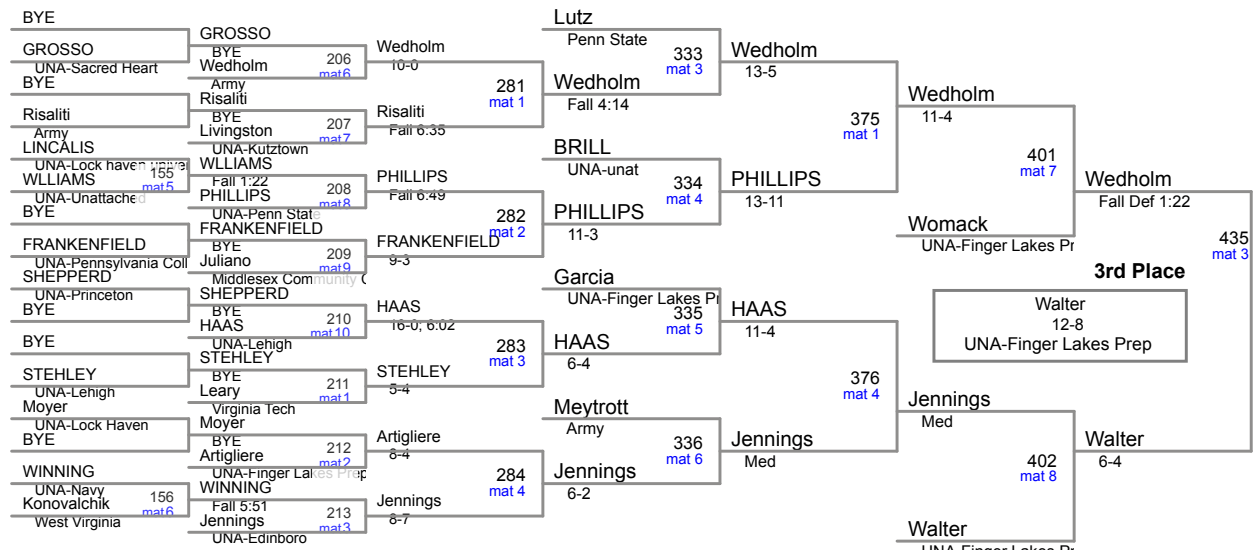 BYE
GROSSO
UNA-Sacred Heart
BYE
Risaliti
Army
LINCALIS
UNA-Lock haven univer
155
mat5
WLLIAMS
UNA-Unattached
BYE
FRANKENFIELD
UNA-Pennsylvania Coll
SHEPPERD
UNA-Princeton
BYE
BYE
STEHLEY
UNA-Lehigh
Moyer
UNA-Lock Haven
BYE
WINNING
UNA-Navy
156
mat6
Konovalchik
West Virginia
GROSSO
BYE
206
mat6
Wedholm
Army
Risaliti
BYE
207
mat7
Livingston
UNA-Kutztown
WLLIAMS
Fall 1:22
208
mat8
PHILLIPS
UNA-Penn State
FRANKENFIELD
BYE
209
mat9
Juliano
Middlesex Community C
SHEPPERD
BYE
210
mat10
HAAS
UNA-Lehigh
STEHLEY
BYE
211
mat1
Leary
Virginia Tech
Moyer
BYE
212
mat2
Artigliere
UNA-Finger Lakes Prep
WINNING
Fall 5:51
213
mat3
Jennings
UNA-Edinboro
Wedholm
10-0
281
mat 1
Risaliti
Fall 6:35
PHILLIPS
Fall 6:49
282
mat 2
FRANKENFIELD
9-3
HAAS
16-0; 6:02
283
mat 3
STEHLEY
5-4
Artigliere
8-4
284
mat 4
Jennings
8-7
Lutz
Penn State
333
mat 3
Wedholm
Fall 4:14
BRILL
UNA-unat
334
mat 4
PHILLIPS
11-3
Garcia
UNA-Finger Lakes Pr
335
mat 5
HAAS
6-4
Meytrott
Army
336
mat 6
Jennings
6-2
Wedholm
13-5
375
mat 1
PHILLIPS
13-11
HAAS
11-4
376
mat 4
Jennings
Med
Wedholm
11-4
401
mat 7
Womack
UNA-Finger Lakes Pr
Jennings
Med
402
mat 8
Walter
UNA-Finger Lakes Pr
Wedholm
Fall Def 1:22
435
mat 3
Walter
6-4
3rd Place
Walter
12-8
UNA-Finger Lakes Prep